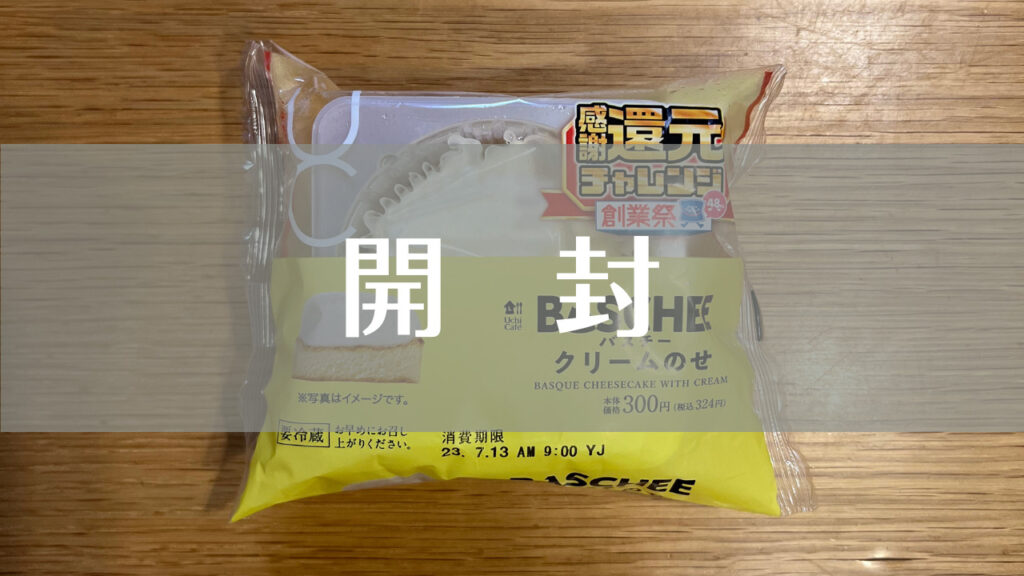 感謝
還元
チャレンジ
創業祭
48th
開 封
Uchi
Café
BASCHEE
バスチー
クリームのせ
BASQUE CHEESECAKE WITH CREAM
本体
価格 300円 (税込324円)
※写真はイメージです。
要冷蔵
お早めにお召し
上がりください。
消費期限
23. 7.13 AM 9:00 YJ
BASCHEE